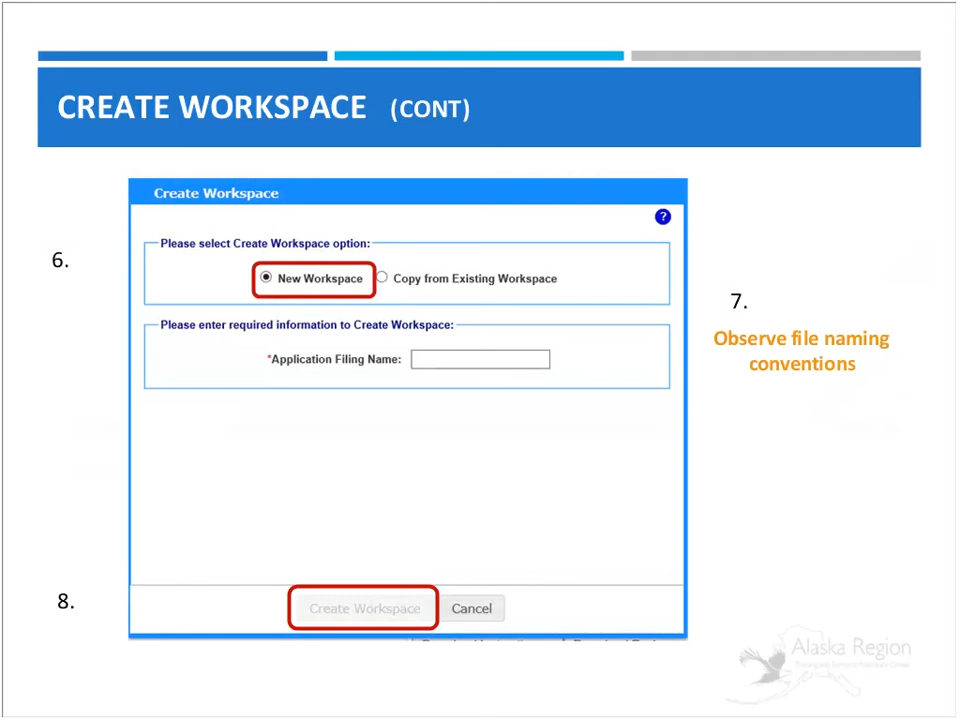 CREATE WORKSPACE (CONT)
Create Workspace
?
6.
Please select Create Workspace option:
New Workspace
Copy from Existing Workspace
7.
Observe file naming
conventions
Please enter required information to Create Workspace:
*Application Filing Name:
8.
Create Workspace
Cancel
Alaska Region